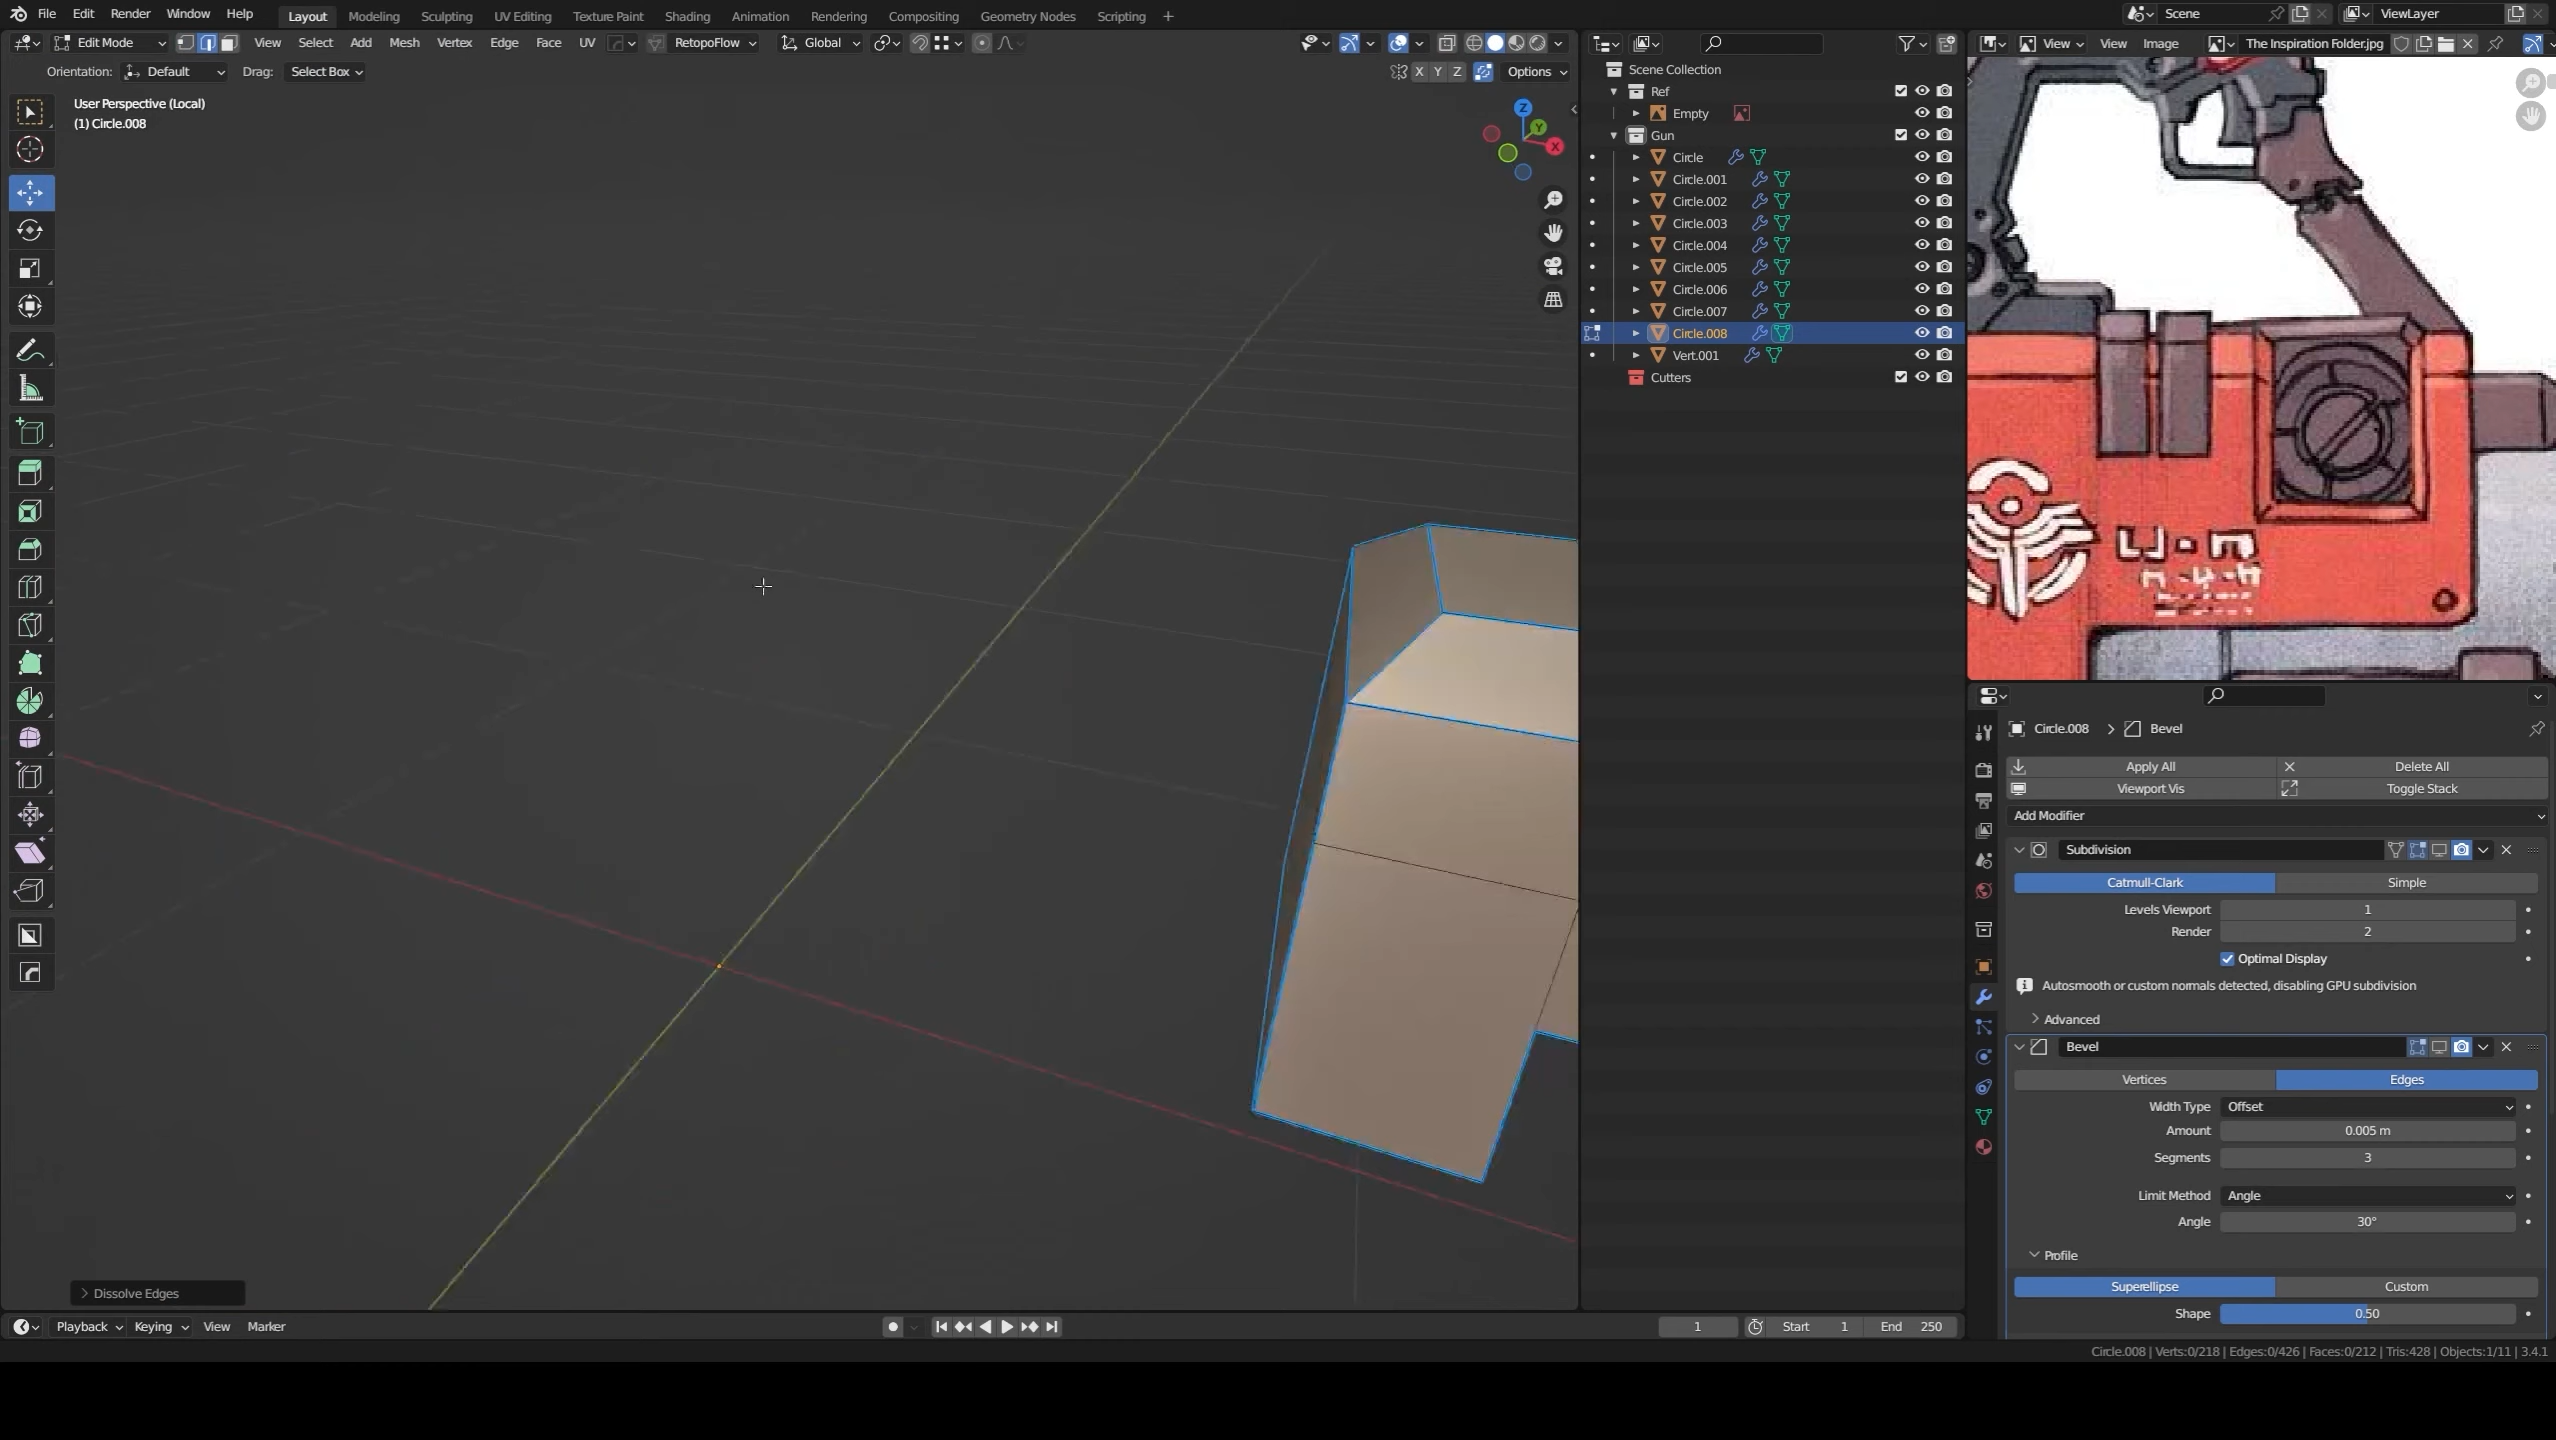 File Edit Render Window Help Layout Modeling Sculpting UV Editing Texture Paint Shading Animation Rendering Compositing Geometry Nodes Scripting + Scene ViewLayer
Edit Mode View Select Add Mesh Vertex Edge Face UV RetopoFlow Global View View Image The Inspiration Folder.jpg
Orientation: Default Drag: Select Box X Y Z Options
User Perspective (Local)
(1) Circle.008
Z
Y
X
Scene Collection
Ref
Empty
Gun
Circle
Circle.001
Circle.002
Circle.003
Circle.004
Circle.005
Circle.006
Circle.007
Circle.008
Vert.001
Cutters
Circle.008 > Bevel
Apply All Delete All
Viewport Vis Toggle Stack
Add Modifier
Subdivision
Catmull-Clark Simple
Levels Viewport 1
Render 2
Optimal Display
Autosmooth or custom normals detected, disabling GPU subdivision
Advanced
Bevel
Vertices Edges
Width Type Offset
Amount 0.005 m
Segments 3
Limit Method Angle
Angle 30°
Profile
Superellipse Custom
Shape 0.50
Dissolve Edges
Playback Keying View Marker 1 Start 1 End 250
Circle.008 | Verts:0/218 | Edges:0/426 | Faces:0/212 | Tris:428 | Objects:1/11 | 3.4.1